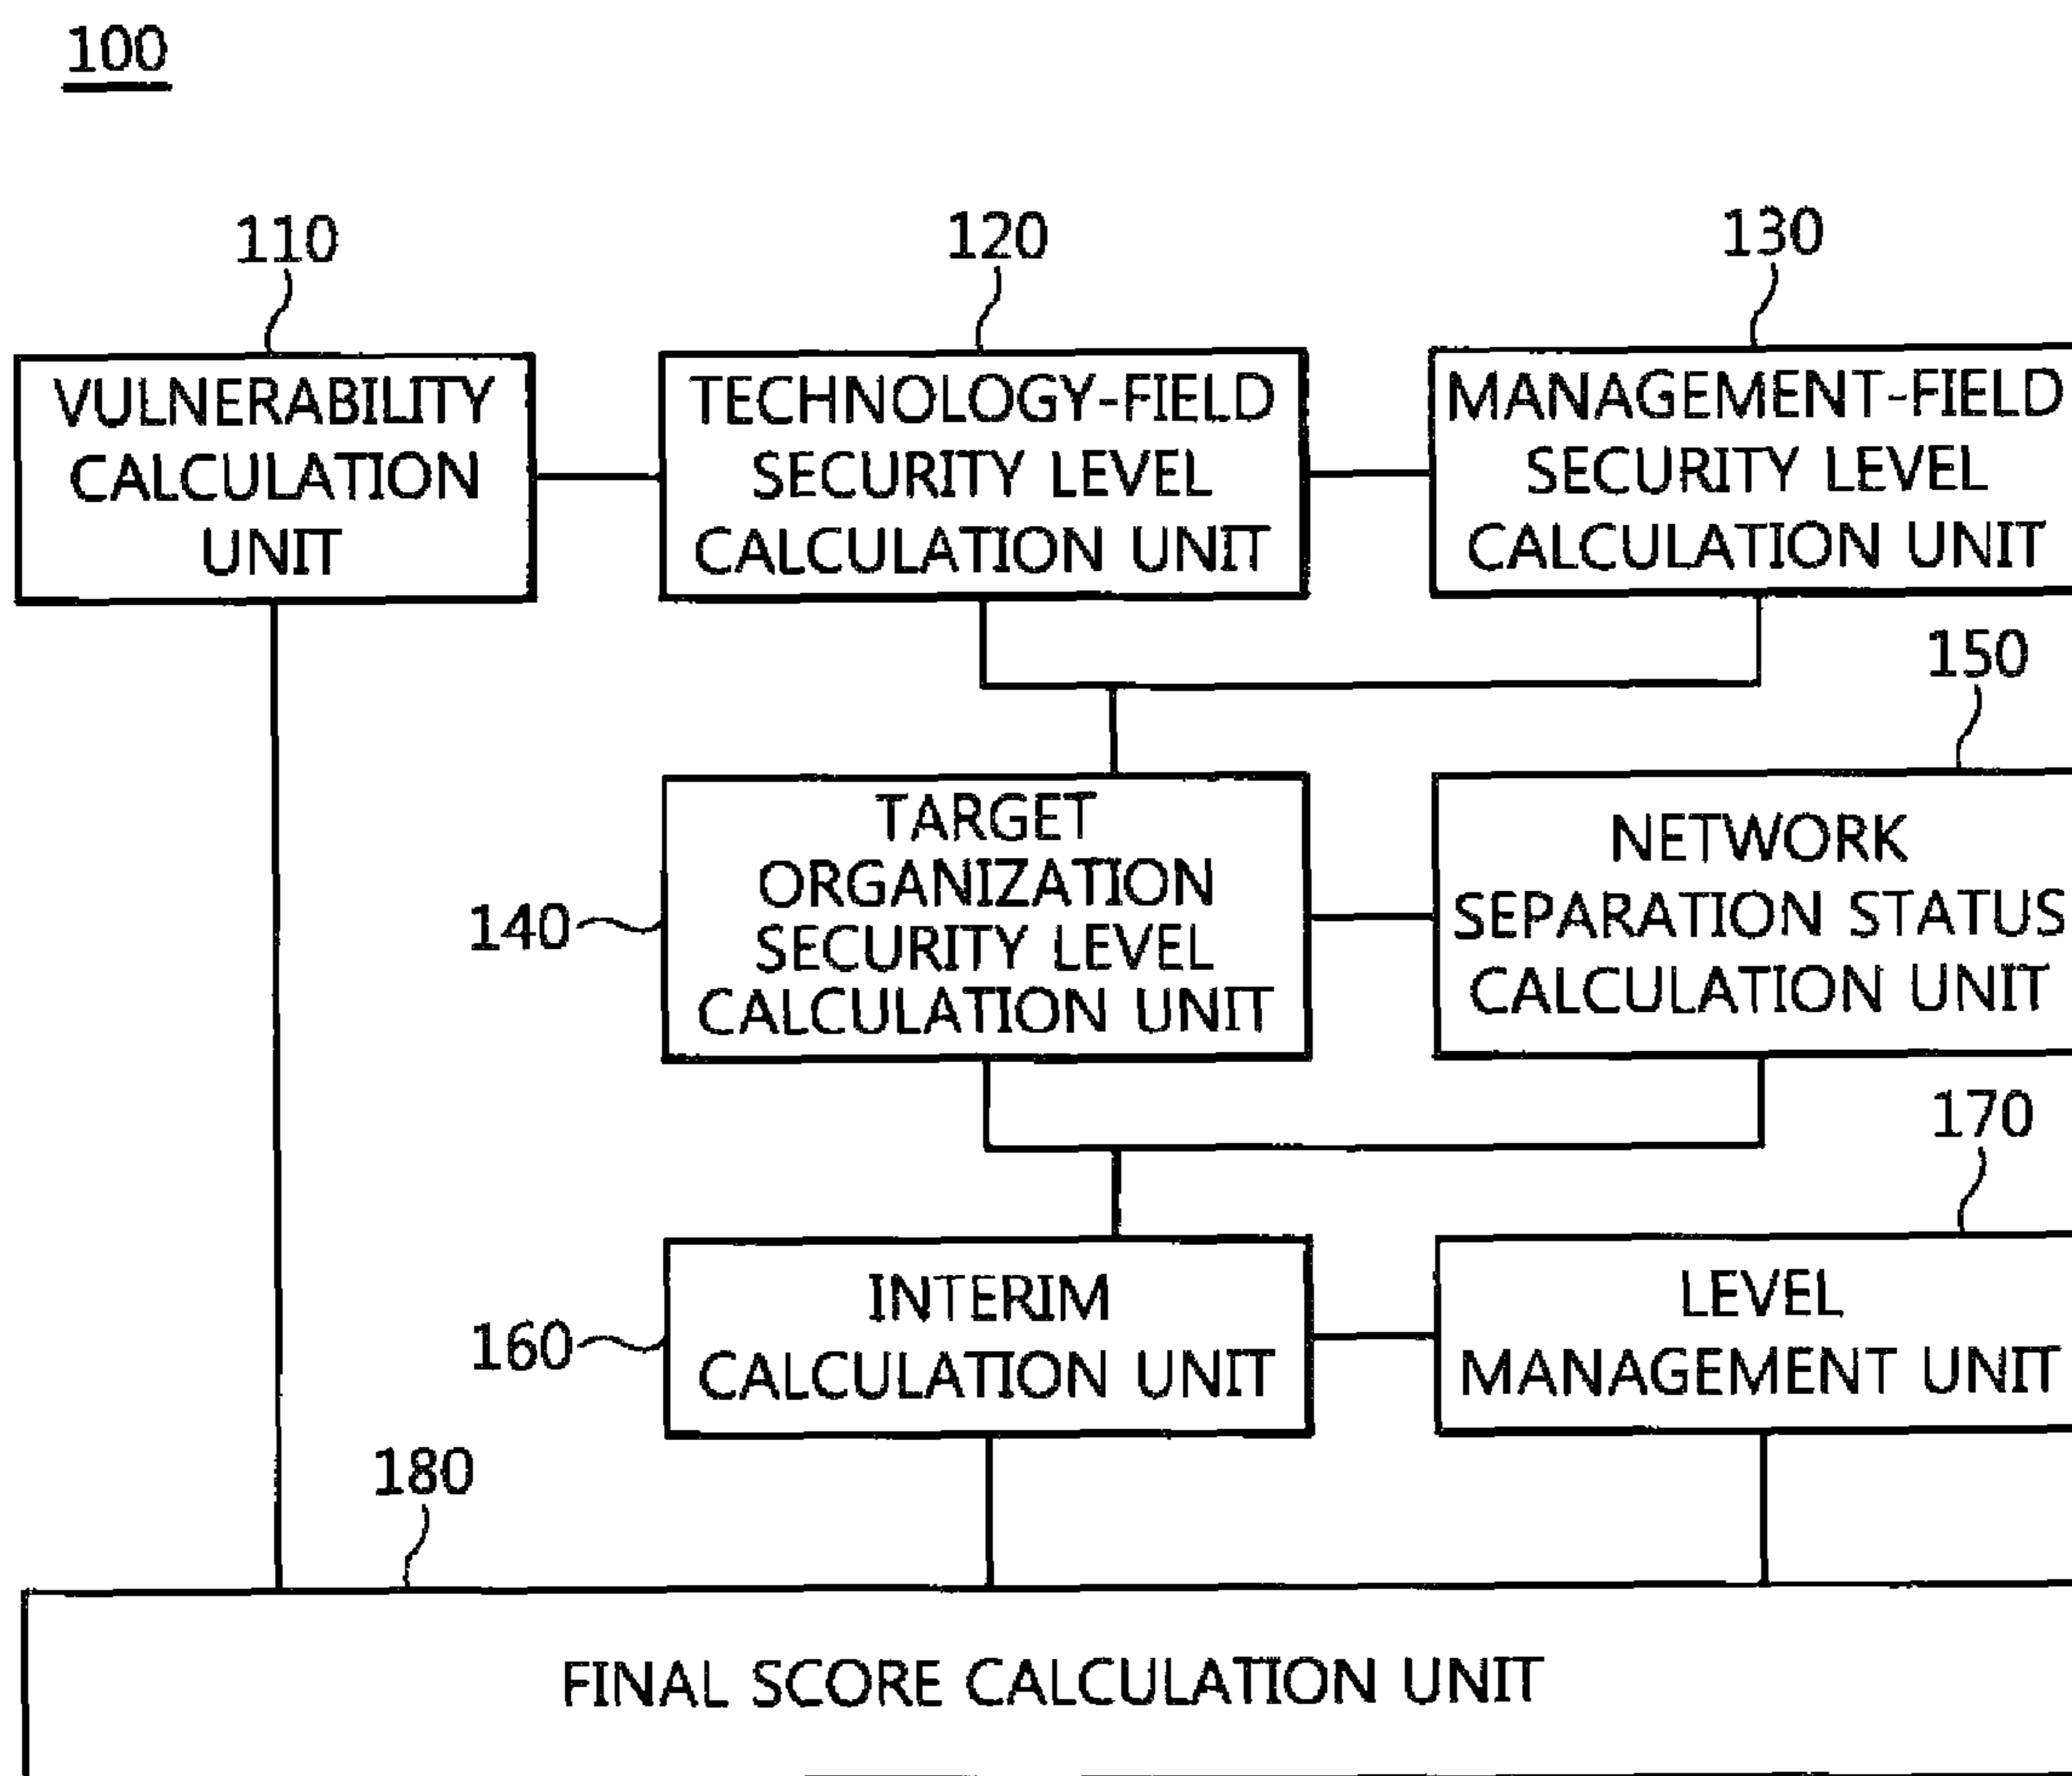 100
110
120
130
VULNERABILITY
CALCULATION
UNIT
TECHNOLOGY-FIELD
SECURITY LEVEL
CALCULATION UNIT
MANAGEMENT-FIELD
SECURITY LEVEL
CALCULATION UNIT
140
TARGET
ORGANIZATION
SECURITY LEVEL
CALCULATION UNIT
150
NETWORK
SEPARATION STATUS
CALCULATION UNIT
160
INTERIM
CALCULATION UNIT
170
LEVEL
MANAGEMENT UNIT
180
FINAL SCORE CALCULATION UNIT